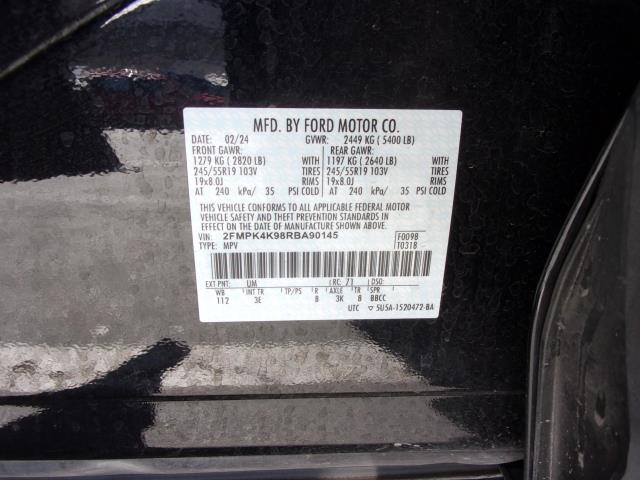 MFD. BY FORD MOTOR CO.
DATE: 02/24 GVWR: 2449 KG ( 5400 LB)
FRONT GAWR: REAR GAWR:
1279 KG ( 2820 LB) WITH 1197 KG ( 2640 LB) WITH
245/55R19 103V TIRES 245/55R19 103V TIRES
19x8.0J RIMS 19x8.0J RIMS
AT 240 kPa/ 35 PSI COLD AT 240 kPa/ 35 PSI COLD
THIS VEHICLE CONFORMS TO ALL APPLICABLE FEDERAL MOTOR
VEHICLE SAFETY AND THEFT PREVENTION STANDARDS IN
EFFECT ON THE DATE OF MANUFACTURE SHOWN ABOVE.
VIN: 2FMPK4K98RBA90145 F0098
TYPE: MPV T0318
EXT PNT: UM RC: 71 DSO:
WB INT TR TP/PS R AXLE TR SPR
112 3E B 3K 8 BBCC
UTC ▽ 5U5A-1520472-BA